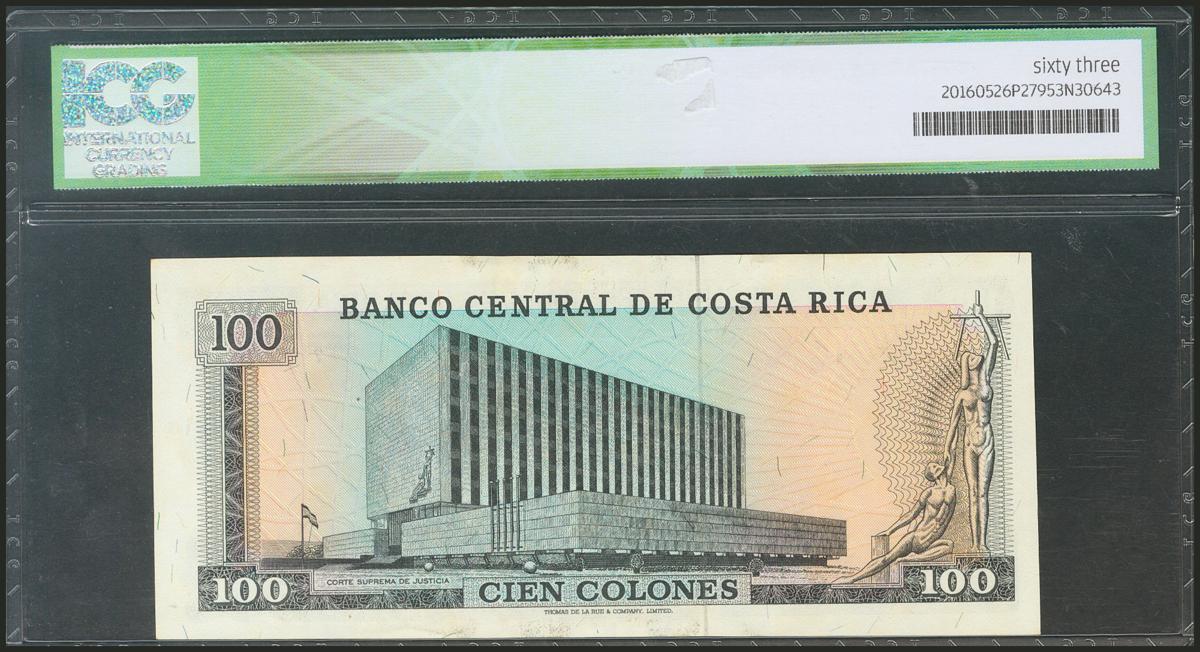 ICG
INTERNATIONAL
CURRENCY
GRADING
sixty three
20160526P27953N30643
BANCO CENTRAL DE COSTA RICA
100
CORTE SUPREMA DE JUSTICIA
100
CIEN COLONES
100
THOMAS DE LA RUE & COMPANY, LIMITED.